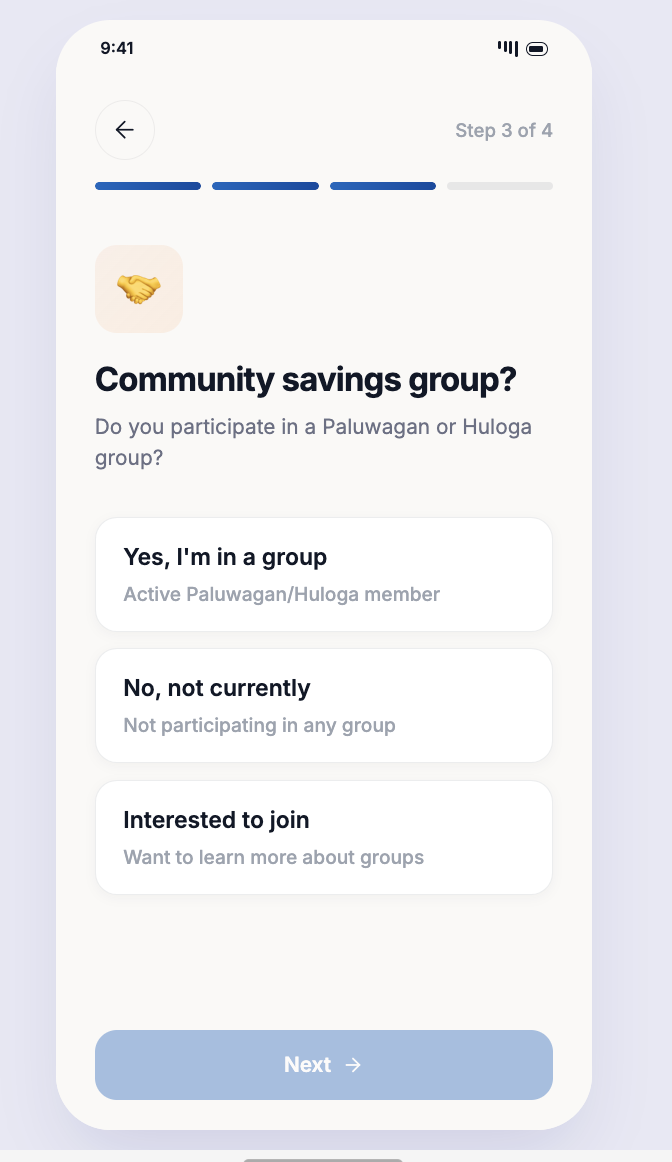 9:41
Step 3 of 4
Community savings group?
Do you participate in a Paluwagan or Huloga
group?
Yes, I'm in a group
Active Paluwagan/Huloga member
No, not currently
Not participating in any group
Interested to join
Want to learn more about groups
Next →